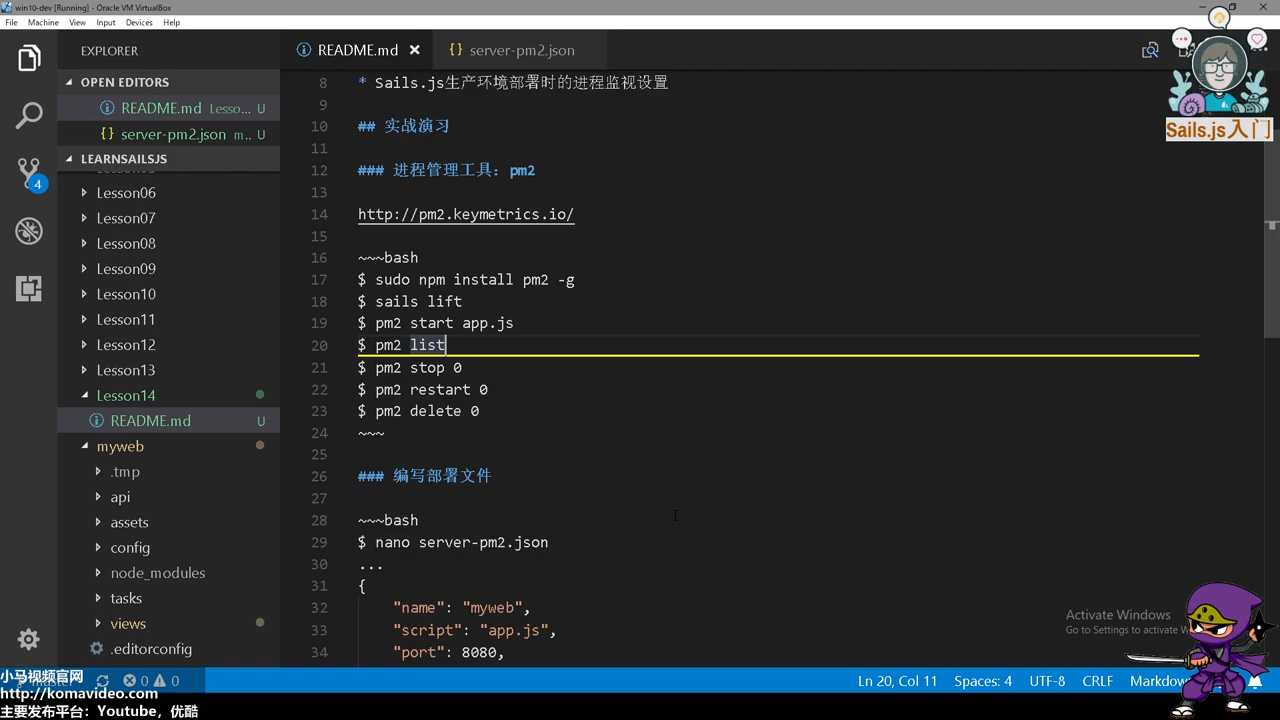 win10-dev [Running] - Oracle VM VirtualBox
File Machine View Input Devices Help
EXPLORER
OPEN EDITORS
README.md Lesso... U
server-pm2.json m... U
LEARNSAILSJS
Lesson06
Lesson07
Lesson08
Lesson09
Lesson10
Lesson11
Lesson12
Lesson13
Lesson14
README.md U
myweb
.tmp
api
assets
config
node_modules
tasks
views
.editorconfig
4
README.md
{} server-pm2.json
8 * Sails.js生产环境部署时的进程监视设置
9
10 ## 实战演习
11
12 ### 进程管理工具：pm2
13
14 http://pm2.keymetrics.io/
15
16 ~~~bash
17 $ sudo npm install pm2 -g
18 $ sails lift
19 $ pm2 start app.js
20 $ pm2 list
21 $ pm2 stop 0
22 $ pm2 restart 0
23 $ pm2 delete 0
24 ~~~
25
26 ### 编写部署文件
27
28 ~~~bash
29 $ nano server-pm2.json
30 ...
31 {
32 "name": "myweb",
33 "script": "app.js",
34 "port": 8080,
Sails.js入门
Activate Windows
Go to Settings to activate W
0 0
Ln 20, Col 11 Spaces: 4 UTF-8 CRLF Markdow
小马视频官网
http://komavideo.com
主要发布平台：Youtube，优酷